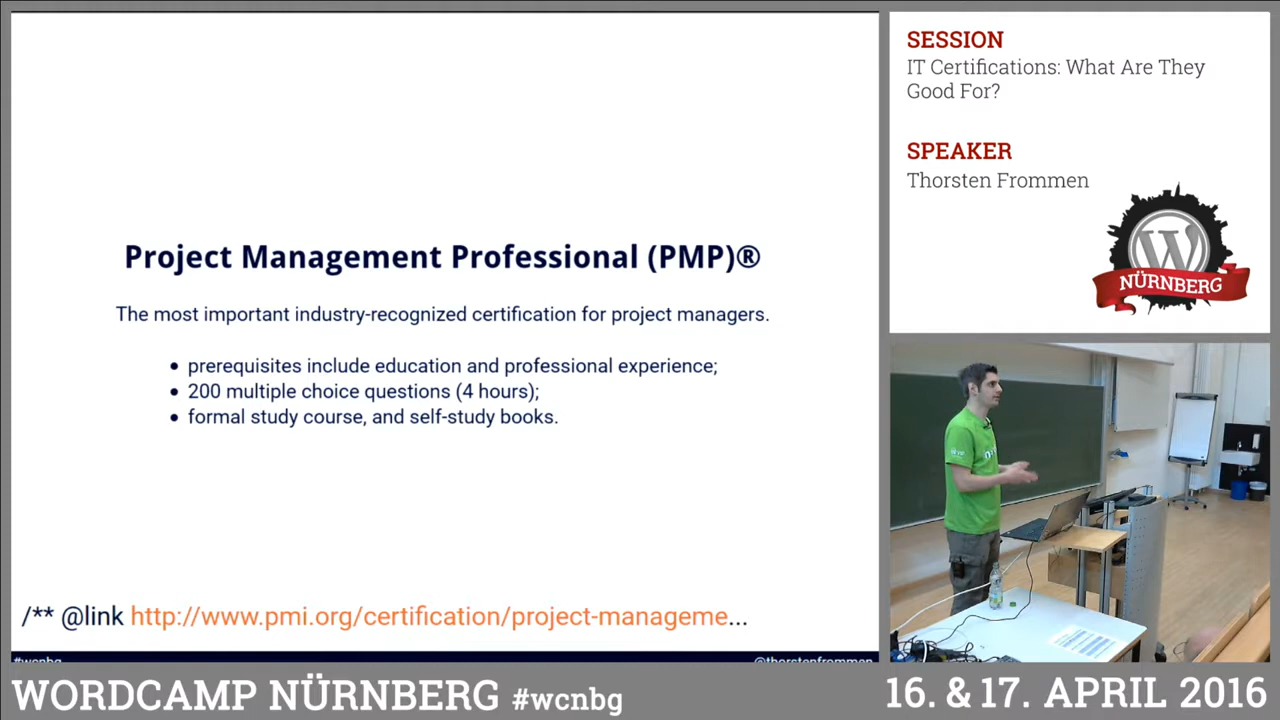 Project Management Professional (PMP)®
The most important industry-recognized certification for project managers.
• prerequisites include education and professional experience;
• 200 multiple choice questions (4 hours);
• formal study course, and self-study books.
/** @link http://www.pmi.org/certification/project-manageme...
#wcnbg
@thorstenfrommen
SESSION
IT Certifications: What Are They
Good For?
SPEAKER
Thorsten Frommen
W
NÜRNBERG
WORDCAMP NÜRNBERG #wcnbg
16. & 17. APRIL 2016